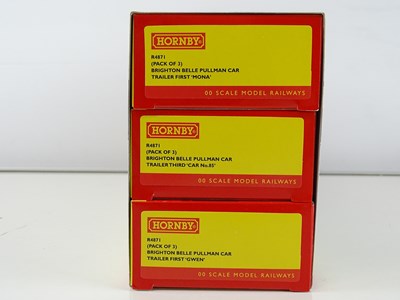 HORNBY
R4871
(PACK OF 3)
BRIGHTON BELLE PULLMAN CAR
TRAILER FIRST 'MONA'
00 SCALE MODEL RAILWAYS
HORNBY
R4871
(PACK OF 3)
BRIGHTON BELLE PULLMAN CAR
TRAILER THIRD 'CAR No.85'
00 SCALE MODEL RAILWAYS
HORNBY
R4871
(PACK OF 3)
BRIGHTON BELLE PULLMAN CAR
TRAILER FIRST 'GWEN'
00 SCALE MODEL RAILWAYS